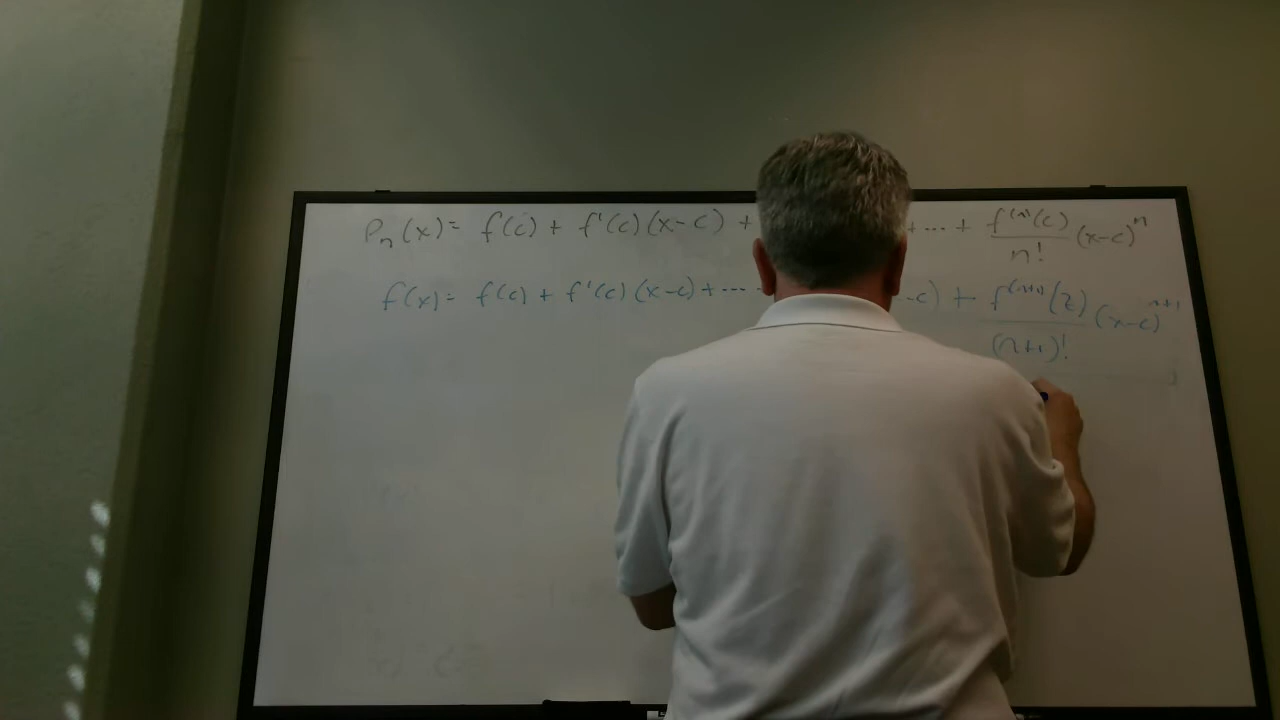 Pₙ(x) = f(c) + f'(c)(x-c) + + ... + f⁽ⁿ⁾(c)/n! (x-c)ⁿ
f(x) = f(c) + f'(c)(x-c) + ... -c) + f⁽ⁿ⁺¹⁾(z)/(n+1)! (x-c)ⁿ⁺¹